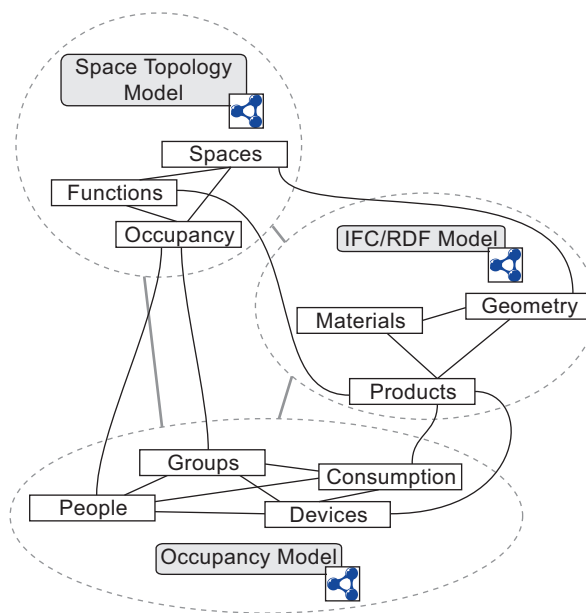 Space Topology
Model
Spaces
Functions
Occupancy
IFC/RDF Model
Geometry
Materials
Products
Groups
Consumption
People
Devices
Occupancy Model